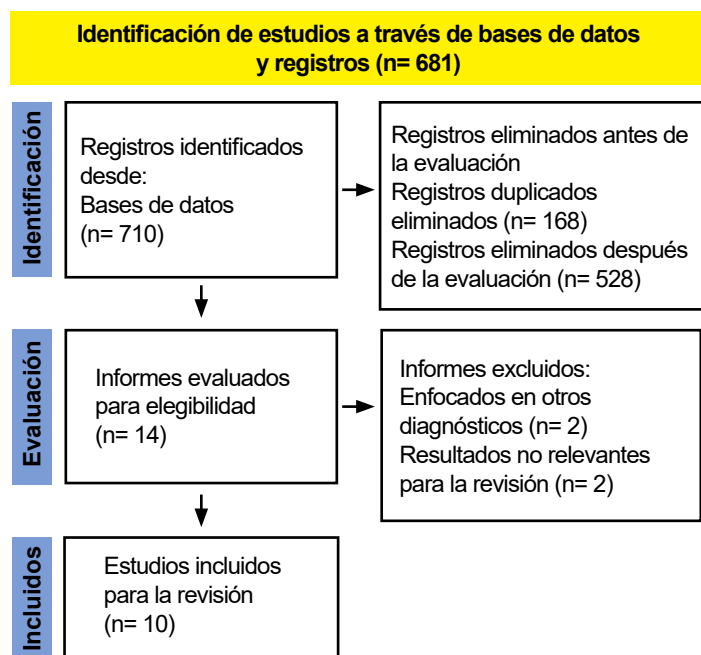 Identificación de estudios a través de bases de datos
y registros (n= 681)
Identificación
Registros identificados
desde:
Bases de datos
(n= 710)
Registros eliminados antes de
la evaluación
Registros duplicados
eliminados (n= 168)
Registros eliminados después
de la evaluación (n= 528)
Evaluación
Informes evaluados
para elegibilidad
(n= 14)
Informes excluidos:
Enfocados en otros
diagnósticos (n= 2)
Resultados no relevantes
para la revisión (n= 2)
Incluidos
Estudios incluidos
para la revisión
(n= 10)